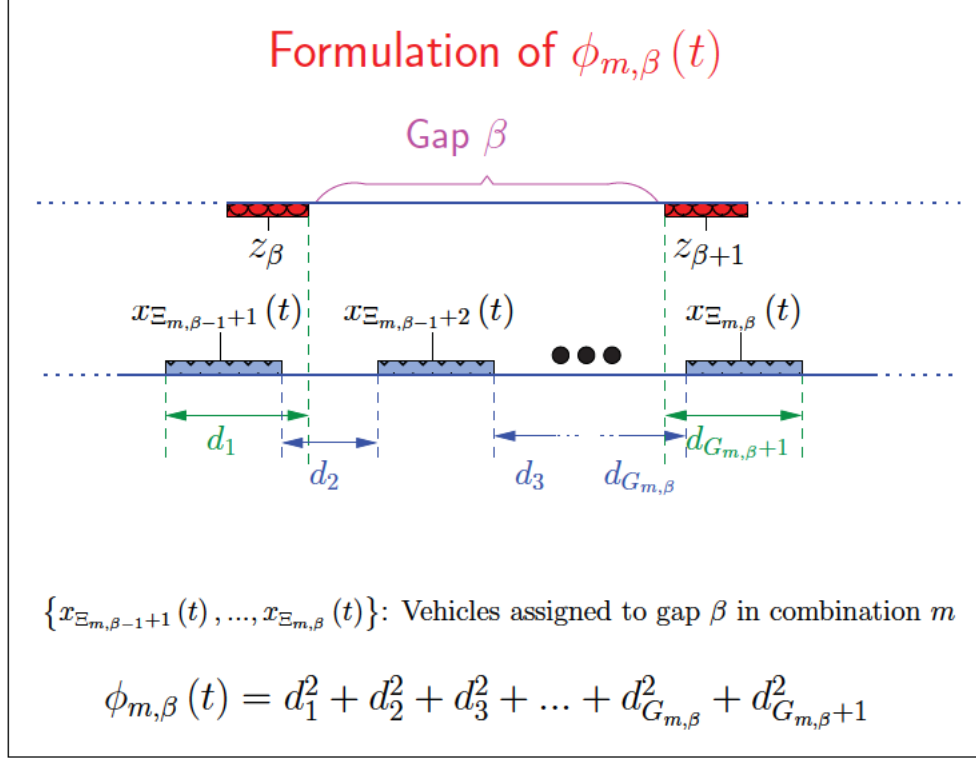 Formulation of ϕ_{m,β}(t)
Gap β
z_β z_{β+1}
x_{Ξ_{m,β−1}+1}(t) x_{Ξ_{m,β−1}+2}(t) x_{Ξ_{m,β}}(t)
d_1 d_2 d_3 d_{G_{m,β}} d_{G_{m,β}+1}
{x_{Ξ_{m,β−1}+1}(t), ..., x_{Ξ_{m,β}}(t)}: Vehicles assigned to gap β in combination m
ϕ_{m,β}(t) = d_1^2 + d_2^2 + d_3^2 + ... + d_{G_{m,β}}^2 + d_{G_{m,β}+1}^2